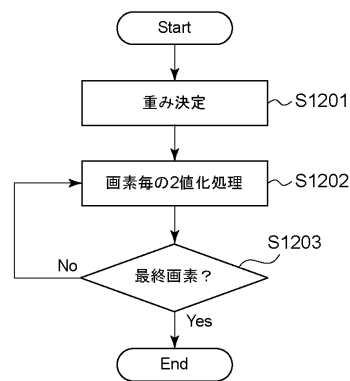 Start
重み決定
S1201
画素毎の2値化処理
S1202
S1203
最終画素？
No
Yes
End